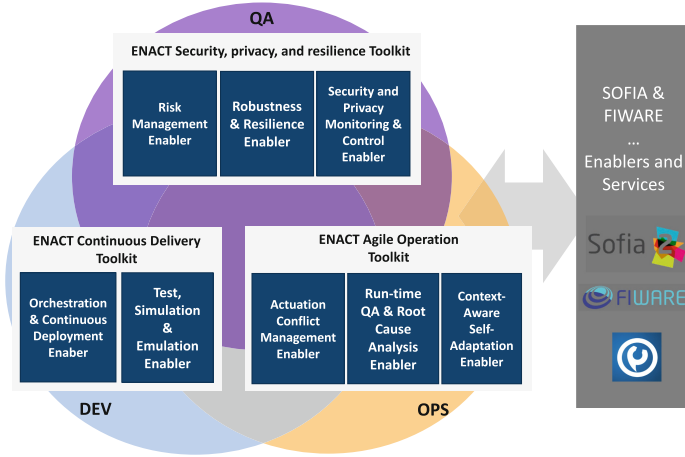 QA
ENACT Security, privacy, and resilience Toolkit
Risk
Management
Enabler
Robustness
& Resilience
Enabler
Security and
Privacy
Monitoring &
Control
Enabler
ENACT Continuous Delivery
Toolkit
Orchestration
& Continuous
Deployment
Enaber
Test,
Simulation
&
Emulation
Enabler
ENACT Agile Operation
Toolkit
Actuation
Conflict
Management
Enabler
Run-time
QA & Root
Cause
Analysis
Enabler
Context-
Aware
Self-
Adaptation
Enabler
DEV
OPS
SOFIA &
FIWARE
...
Enablers and
Services
Sofia 2
FIWARE